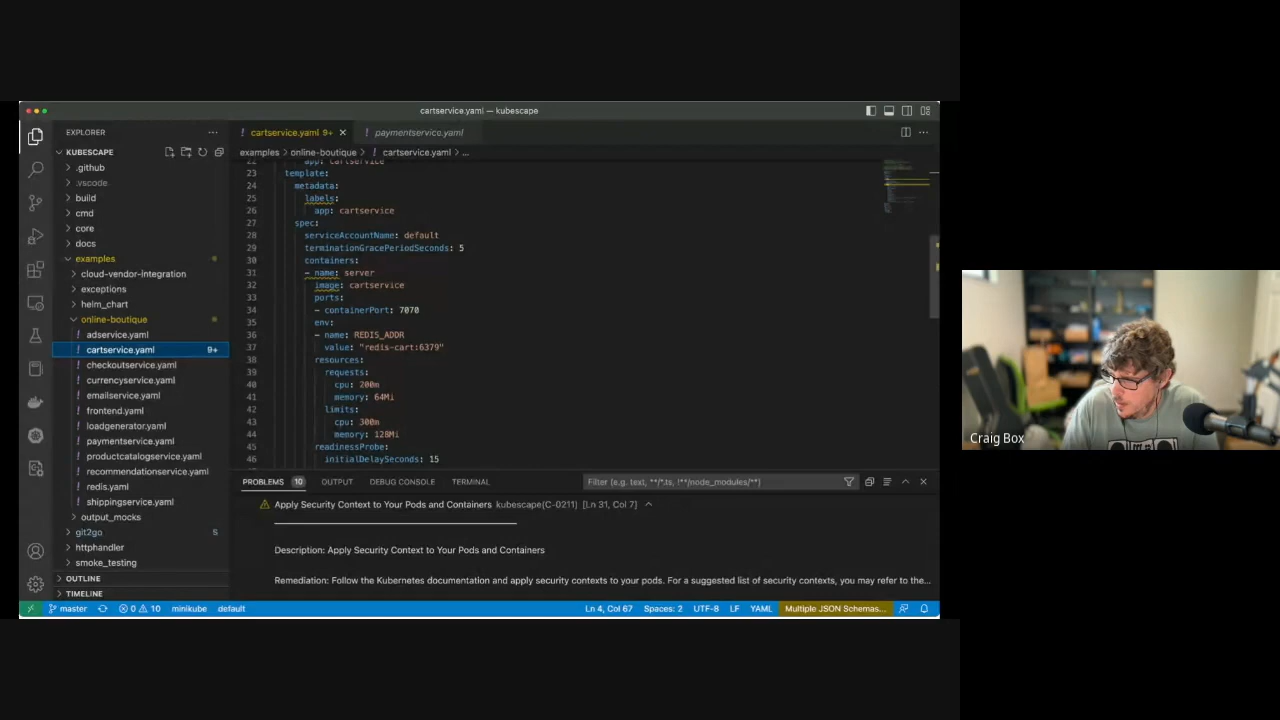 cartservice.yaml — kubescape
EXPLORER
KUBESCAPE
.github
.vscode
build
cmd
core
docs
examples
cloud-vendor-integration
exceptions
helm_chart
online-boutique
! adservice.yaml
! cartservice.yaml 9+
! checkoutservice.yaml
! currencyservice.yaml
! emailservice.yaml
! frontend.yaml
! loadgenerator.yaml
! paymentservice.yaml
! productcatalogservice.yaml
! recommendationservice.yaml
! redis.yaml
! shippingservice.yaml
output_mocks
git2go S
httphandler
smoke_testing
OUTLINE
TIMELINE
! cartservice.yaml 9+ ! paymentservice.yaml
examples > online-boutique > ! cartservice.yaml > ...
22 app: cartservice
23 template:
24 metadata:
25 labels:
26 app: cartservice
27 spec:
28 serviceAccountName: default
29 terminationGracePeriodSeconds: 5
30 containers:
31 - name: server
32 image: cartservice
33 ports:
34 - containerPort: 7070
35 env:
36 - name: REDIS_ADDR
37 value: "redis-cart:6379"
38 resources:
39 requests:
40 cpu: 200m
41 memory: 64Mi
42 limits:
43 cpu: 300m
44 memory: 128Mi
45 readinessProbe:
46 initialDelaySeconds: 15
PROBLEMS 10 OUTPUT DEBUG CONSOLE TERMINAL Filter (e.g. text, **/*.ts, !**/node_modules/**)
Apply Security Context to Your Pods and Containers kubescape(C-0211) [Ln 31, Col 7]
Description: Apply Security Context to Your Pods and Containers
Remediation: Follow the Kubernetes documentation and apply security contexts to your pods. For a suggested list of security contexts, you may refer to the...
master 0 10 minikube default Ln 4, Col 67 Spaces: 2 UTF-8 LF YAML Multiple JSON Schemas...
Craig Box